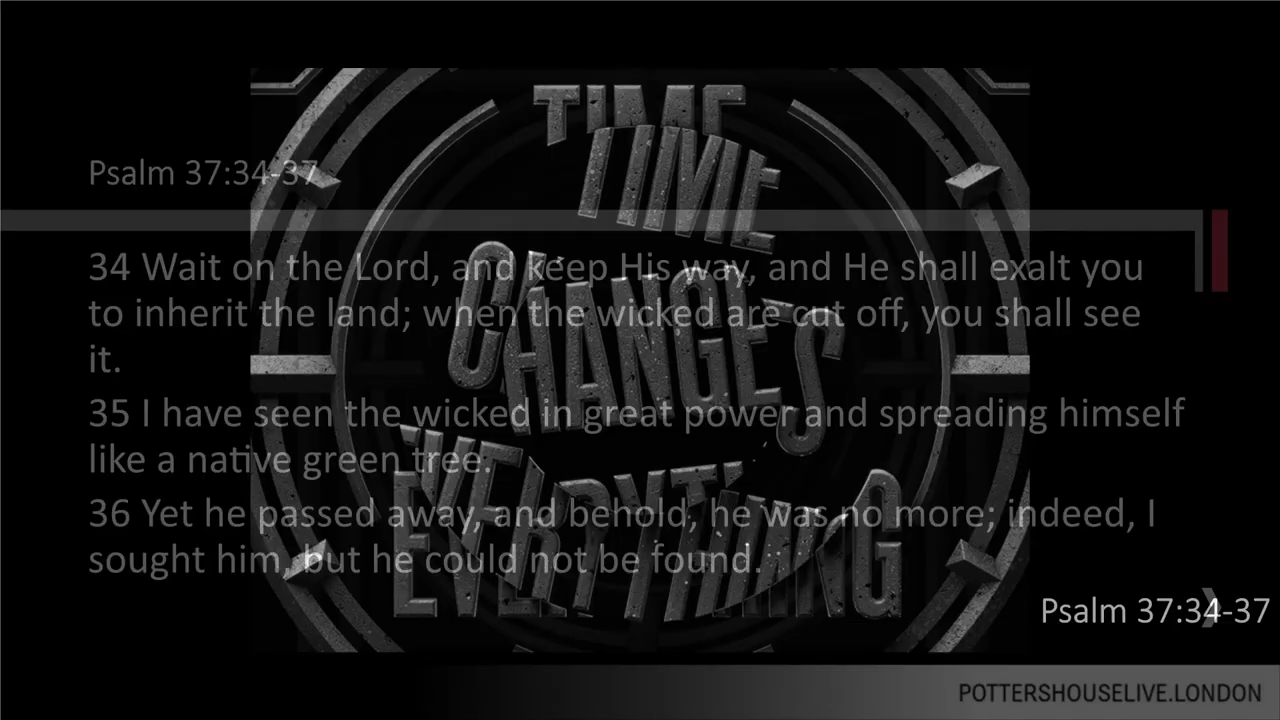 TIME
TIME
Psalm 37:34-37
CHANGES
34 Wait on the Lord, and keep His way, and He shall exalt you
to inherit the land; when the wicked are cut off, you shall see
it.
35 I have seen the wicked in great power, and spreading himself
like a native green tree.
EVERYTHING
36 Yet he passed away, and behold, he was no more; indeed, I
sought him, but he could not be found.
Psalm 37:34-37
POTTERSHOUSELIVE.LONDON